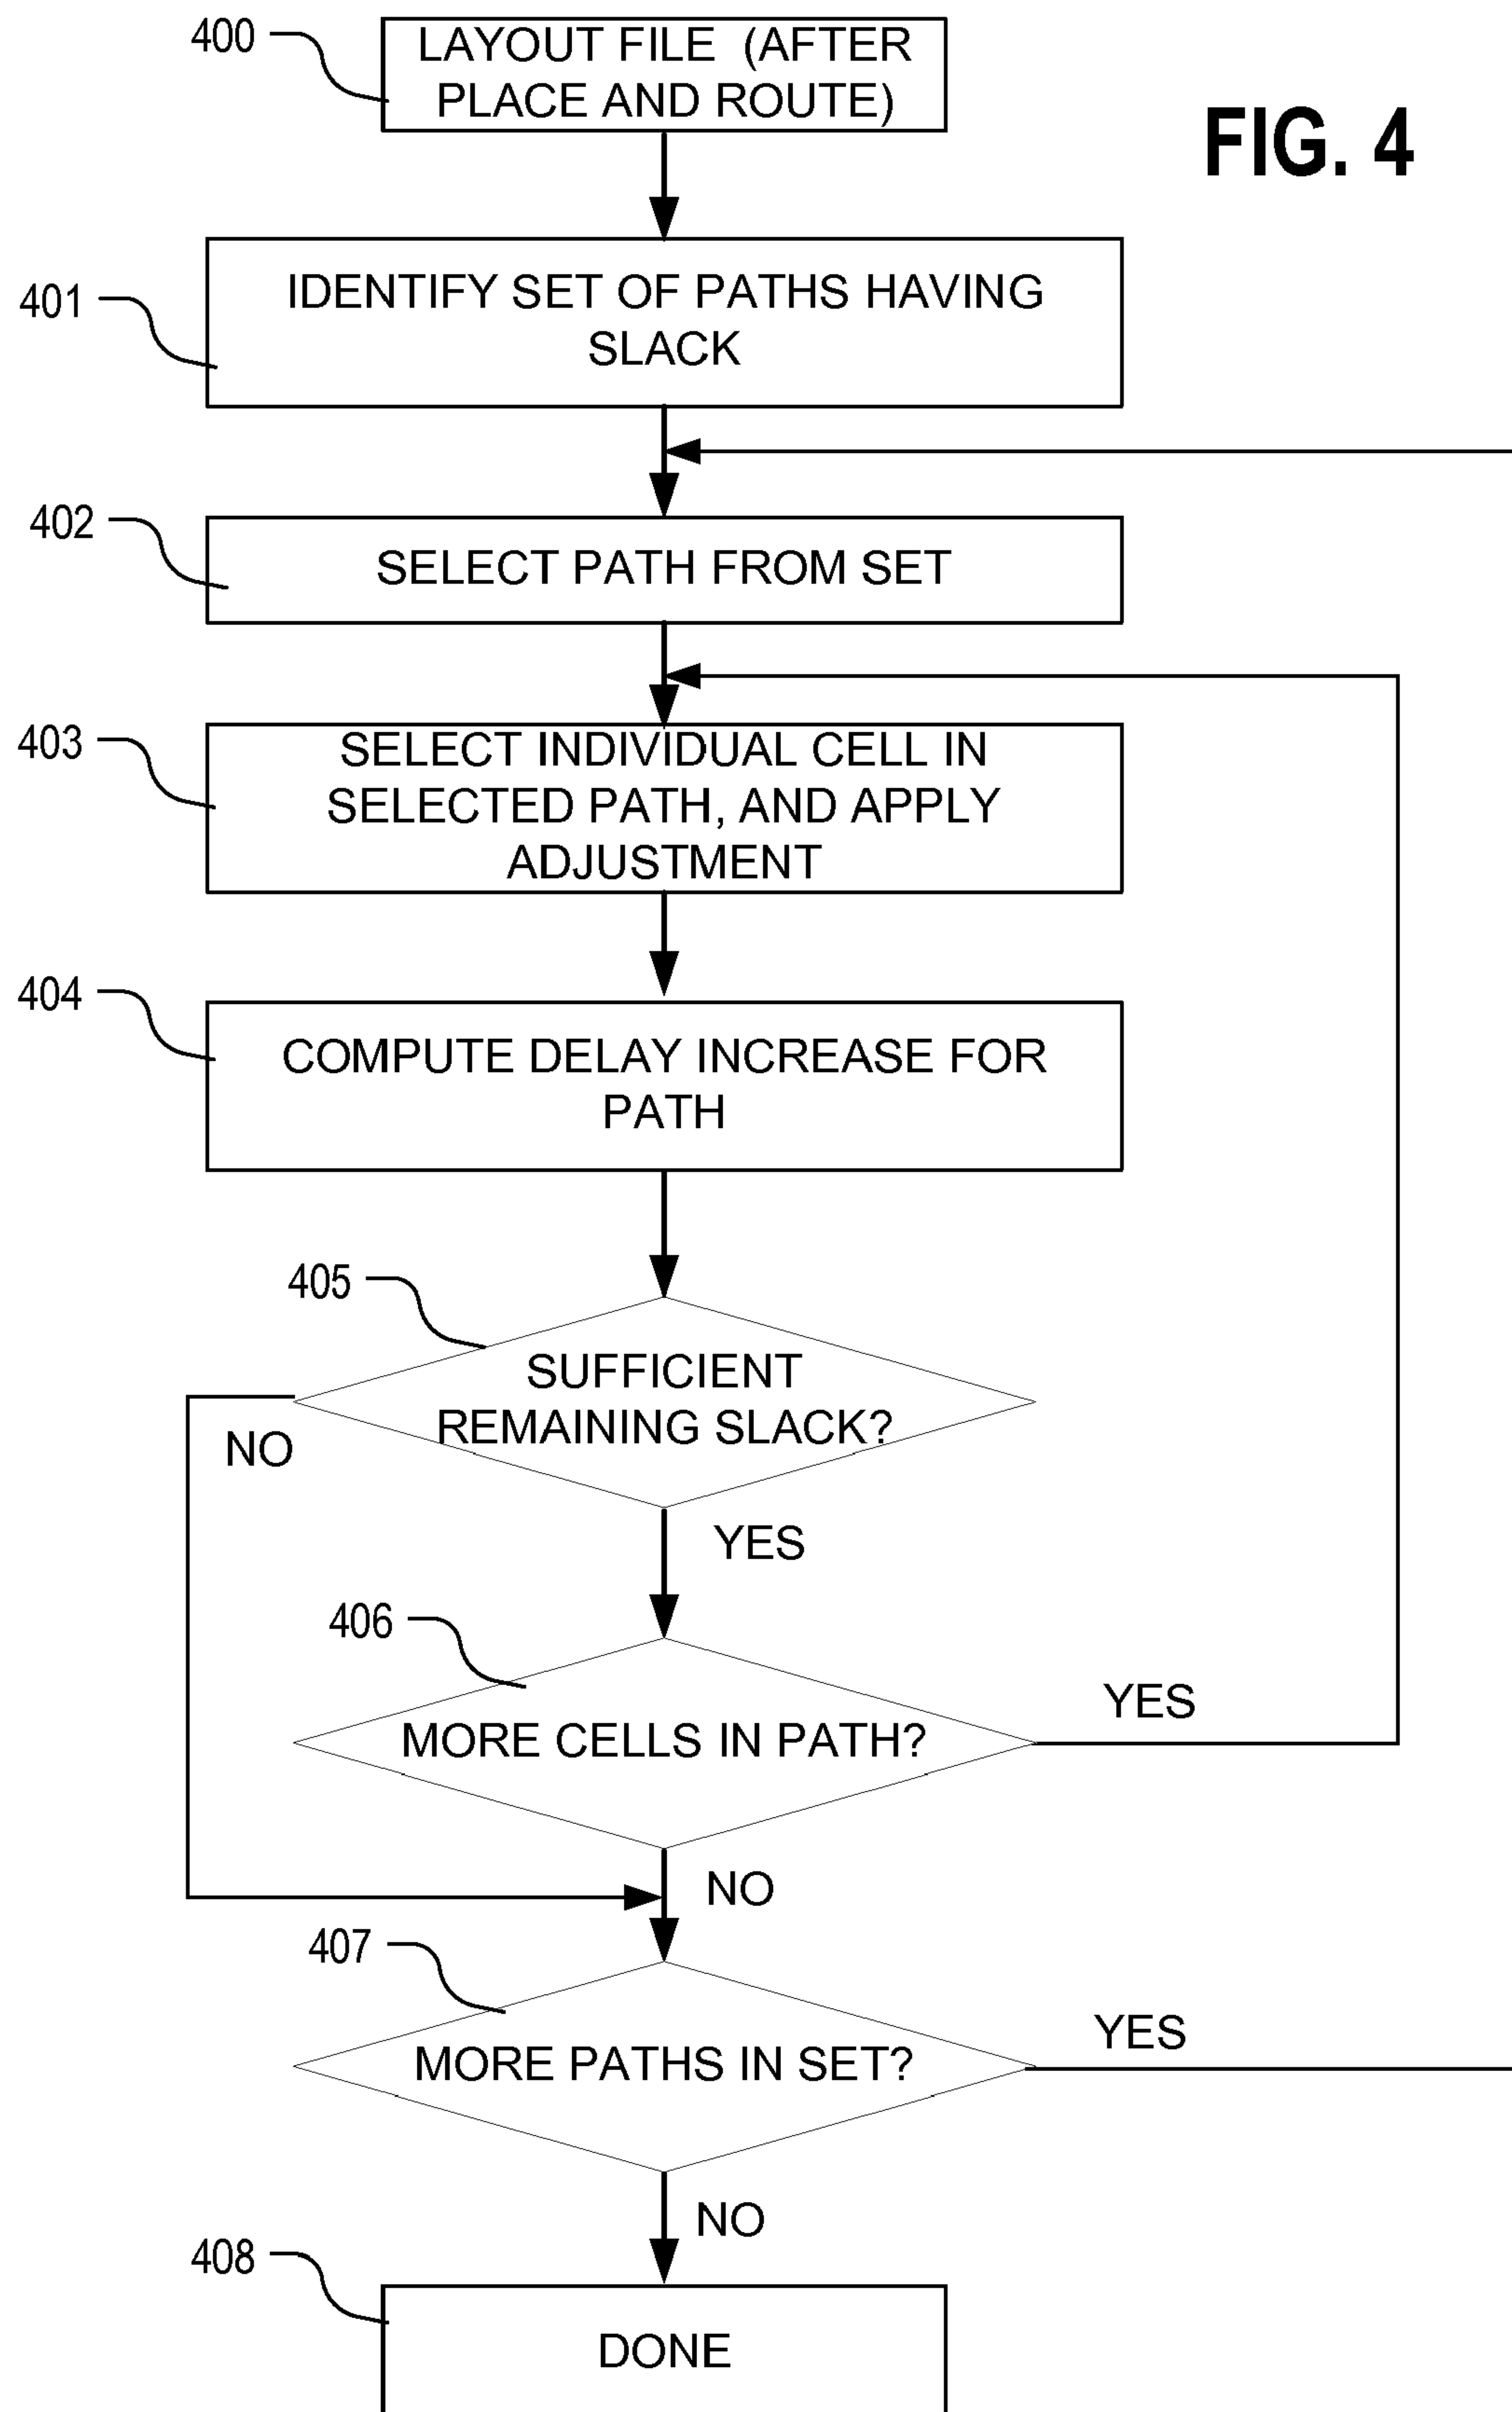 400
LAYOUT FILE (AFTER
PLACE AND ROUTE)
FIG. 4
401
IDENTIFY SET OF PATHS HAVING
SLACK
402
SELECT PATH FROM SET
403
SELECT INDIVIDUAL CELL IN
SELECTED PATH, AND APPLY
ADJUSTMENT
404
COMPUTE DELAY INCREASE FOR
PATH
405
SUFFICIENT
REMAINING SLACK?
NO
YES
406
MORE CELLS IN PATH?
YES
NO
407
MORE PATHS IN SET?
YES
NO
408
DONE